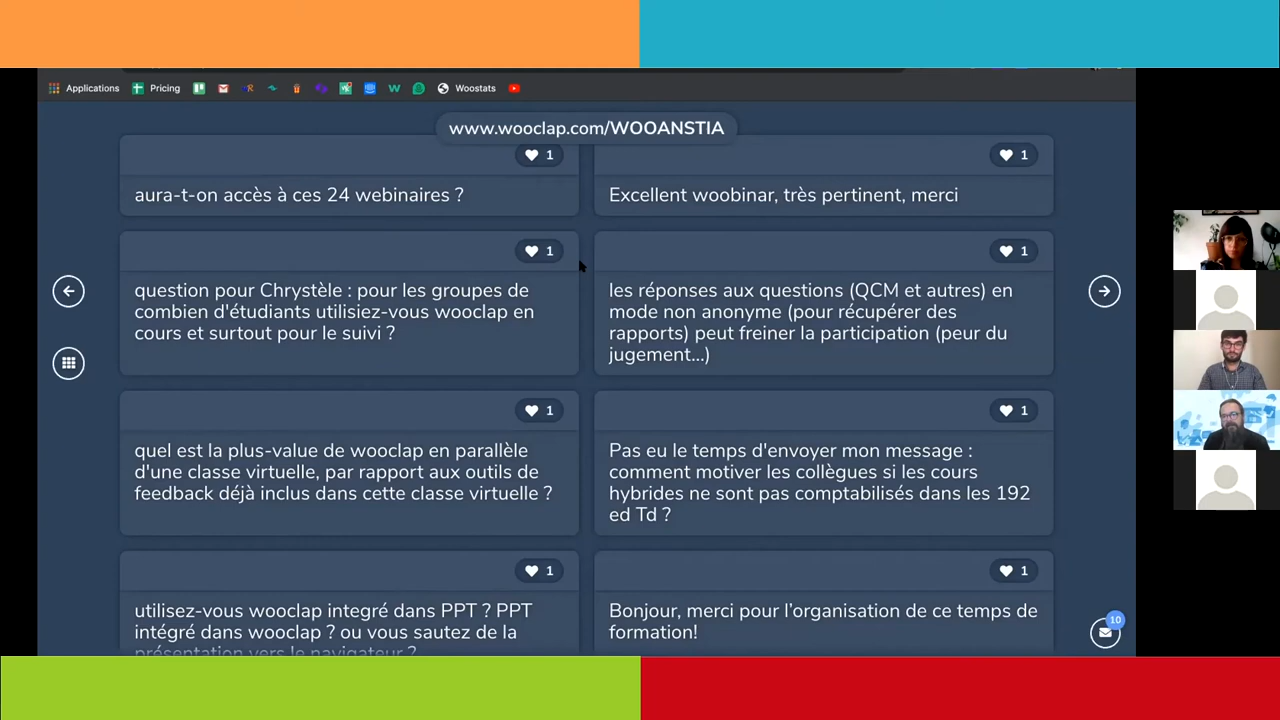 Applications
Pricing
Woostats
www.wooclap.com/WOOANSTIA
1
aura-t-on accès à ces 24 webinaires ?
1
Excellent woobinar, très pertinent, merci
1
question pour Chrystèle : pour les groupes de
combien d'étudiants utilisiez-vous wooclap en
cours et surtout pour le suivi ?
1
les réponses aux questions (QCM et autres) en
mode non anonyme (pour récupérer des
rapports) peut freiner la participation (peur du
jugement...)
1
quel est la plus-value de wooclap en parallèle
d'une classe virtuelle, par rapport aux outils de
feedback déjà inclus dans cette classe virtuelle ?
1
Pas eu le temps d'envoyer mon message :
comment motiver les collègues si les cours
hybrides ne sont pas comptabilisés dans les 192
ed Td ?
1
utilisez-vous wooclap integré dans PPT ? PPT
intégré dans wooclap ? ou vous sautez de la
présentation vers le navigateur ?
1
Bonjour, merci pour l’organisation de ce temps de
formation!
10